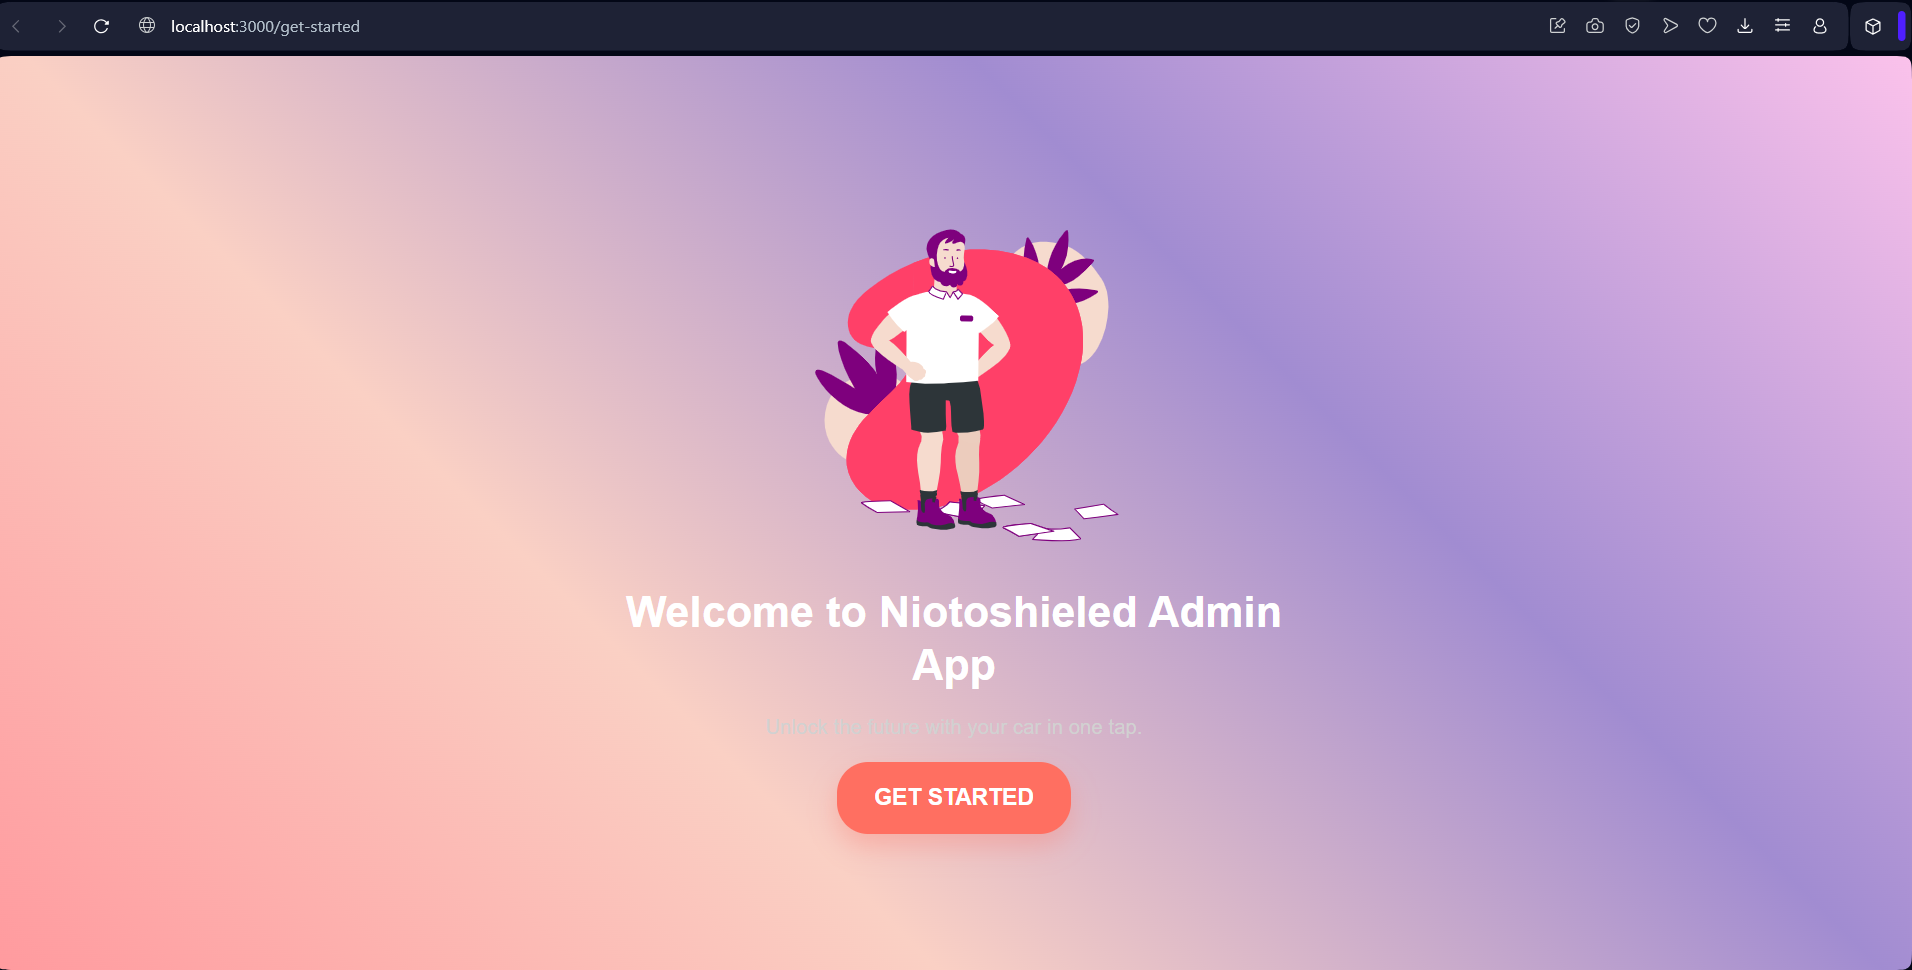 localhost:3000/get-started
Welcome to Niotoshieled Admin
App
Unlock the future with your car in one tap.
GET STARTED